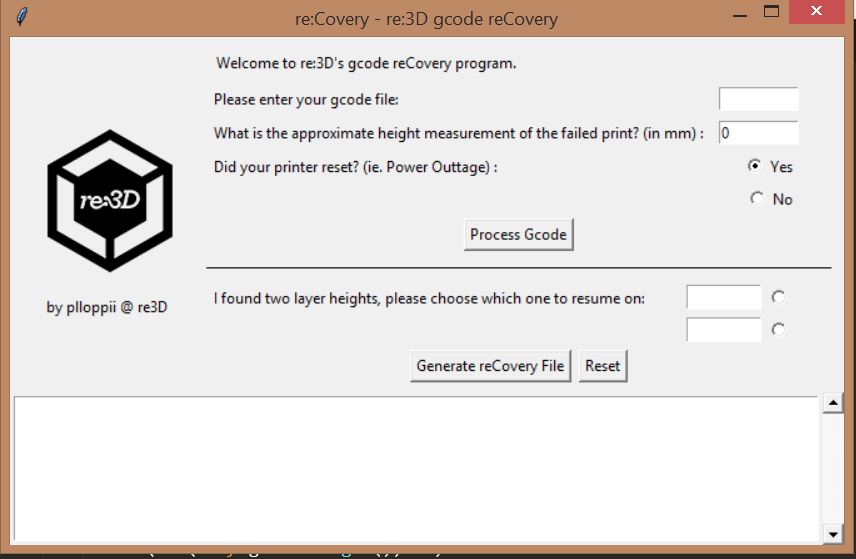 re:Covery - re:3D gcode reCovery
Welcome to re:3D's gcode reCovery program.
Please enter your gcode file:
What is the approximate height measurement of the failed print? (in mm) : 0
Did your printer reset? (ie. Power Outtage) : Yes
No
re:3D
Process Gcode
by plloppii @ re3D
I found two layer heights, please choose which one to resume on:
Generate reCovery File Reset